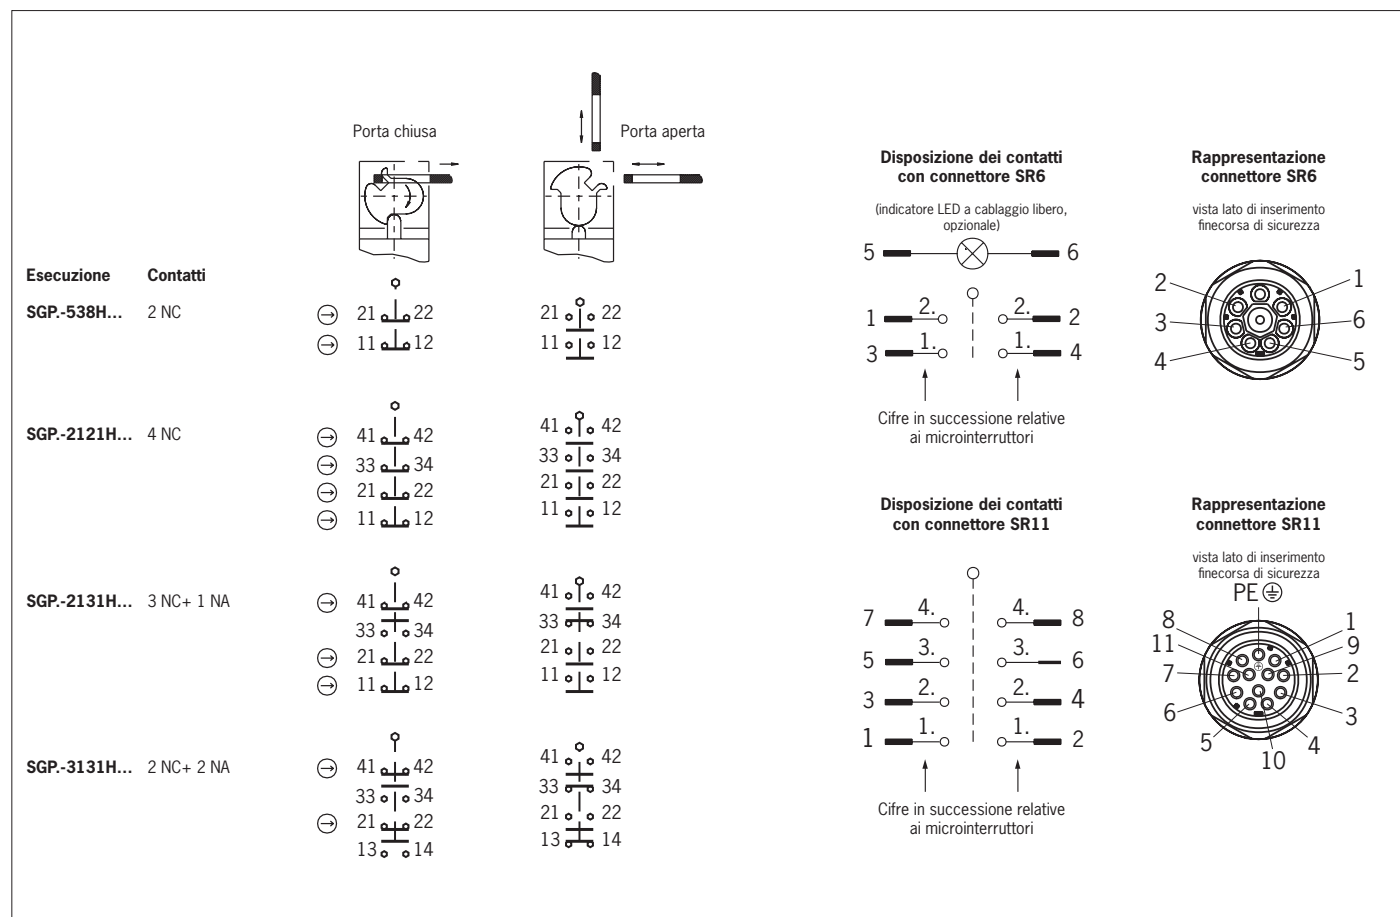 Porta chiusa
Porta aperta
Esecuzione Contatti
SGP.-538H... 2 NC
21 22
11 12
21 22
11 12
SGP.-2121H... 4 NC
41 42
33 34
21 22
11 12
41 42
33 34
21 22
11 12
SGP.-2131H... 3 NC+ 1 NA
41 42
33 34
21 22
11 12
41 42
33 34
21 22
11 12
SGP.-3131H... 2 NC+ 2 NA
41 42
33 34
21 22
13 14
41 42
33 34
21 22
13 14
Disposizione dei contatti
con connettore SR6
(indicatore LED a cablaggio libero,
opzionale)
5 6
1 2. 2. 2
3 1. 1. 4
Cifre in successione relative
ai microinterruttori
Rappresentazione
connettore SR6
vista lato di inserimento
finecorsa di sicurezza
2 1
3 6
4 5
Disposizione dei contatti
con connettore SR11
7 4. 4. 8
5 3. 3. 6
3 2. 2. 4
1 1. 1. 2
Cifre in successione relative
ai microinterruttori
Rappresentazione
connettore SR11
vista lato di inserimento
finecorsa di sicurezza
PE
8 1
11 9
7 2
6 3
5 4
10